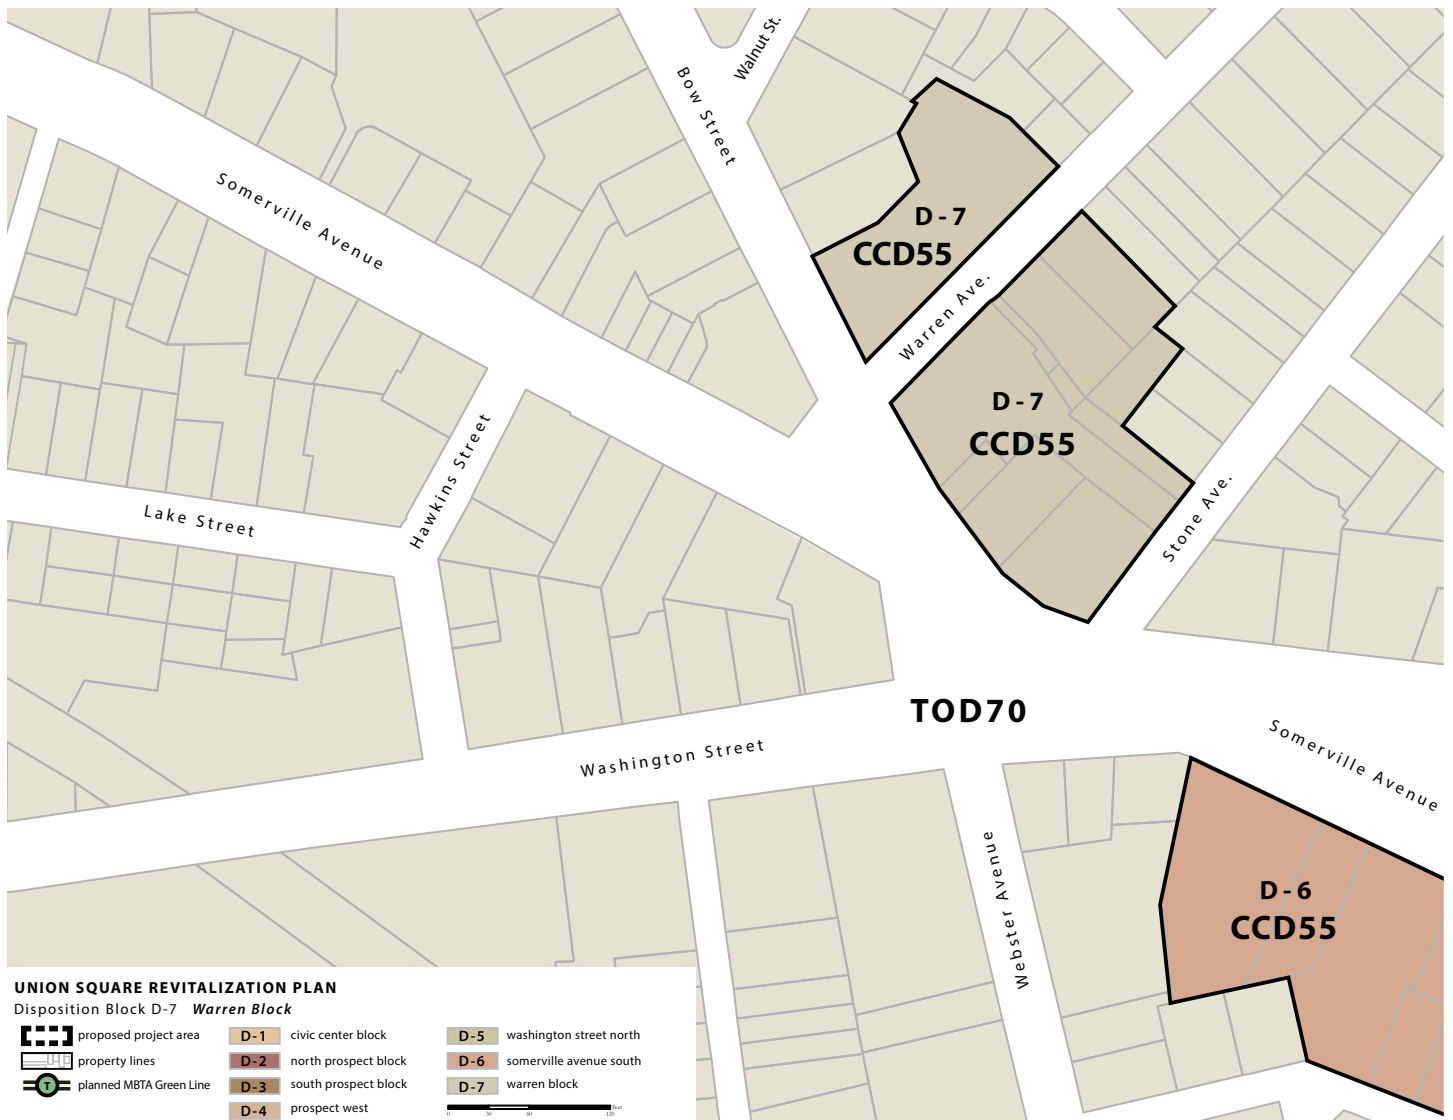 Walnut St.
Bow Street
Somerville Avenue
D - 7
CCD55
Warren Ave.
D - 7
CCD55
Hawkins Street
Lake Street
Stone Ave.
TOD70
Washington Street
Somerville Avenue
Webster Avenue
D - 6
CCD55
UNION SQUARE REVITALIZATION PLAN
Disposition Block D-7 Warren Block
proposed project area
property lines
T planned MBTA Green Line
D-1 civic center block
D-2 north prospect block
D-3 south prospect block
D-4 prospect west
D-5 washington street north
D-6 somerville avenue south
D-7 warren block